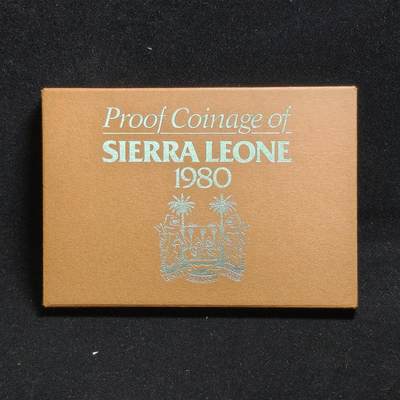 Proof Coinage of
SIERRA LEONE
1980